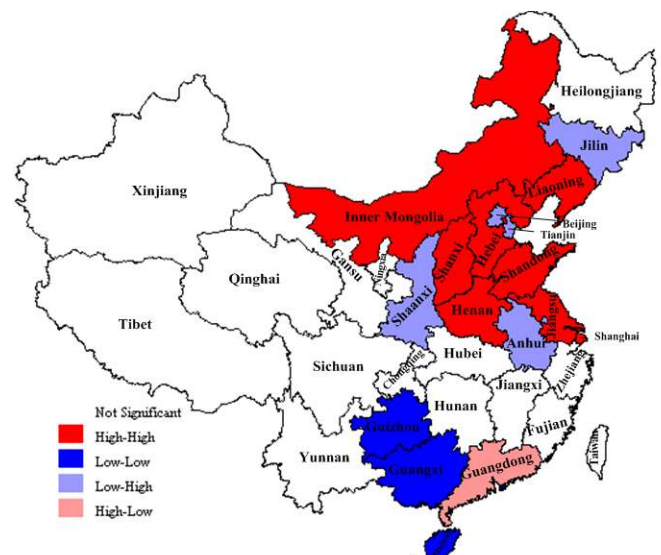 Heilongjiang
Jilin
Xinjiang
Liaoning
Inner Mongolia
Beijing
Tianjin
Hebei
Shanxi
Gansu
Ningxia
Shandong
Qinghai
Shaanxi
Henan
Jiangsu
Tibet
Anhui
Shanghai
Sichuan
Chongqing
Hubei
Zhejiang
Jiangxi
Hunan
Guizhou
Fujian
Taiwan
Yunnan
Guangxi
Guangdong
Not Significant
High-High
Low-Low
Low-High
High-Low